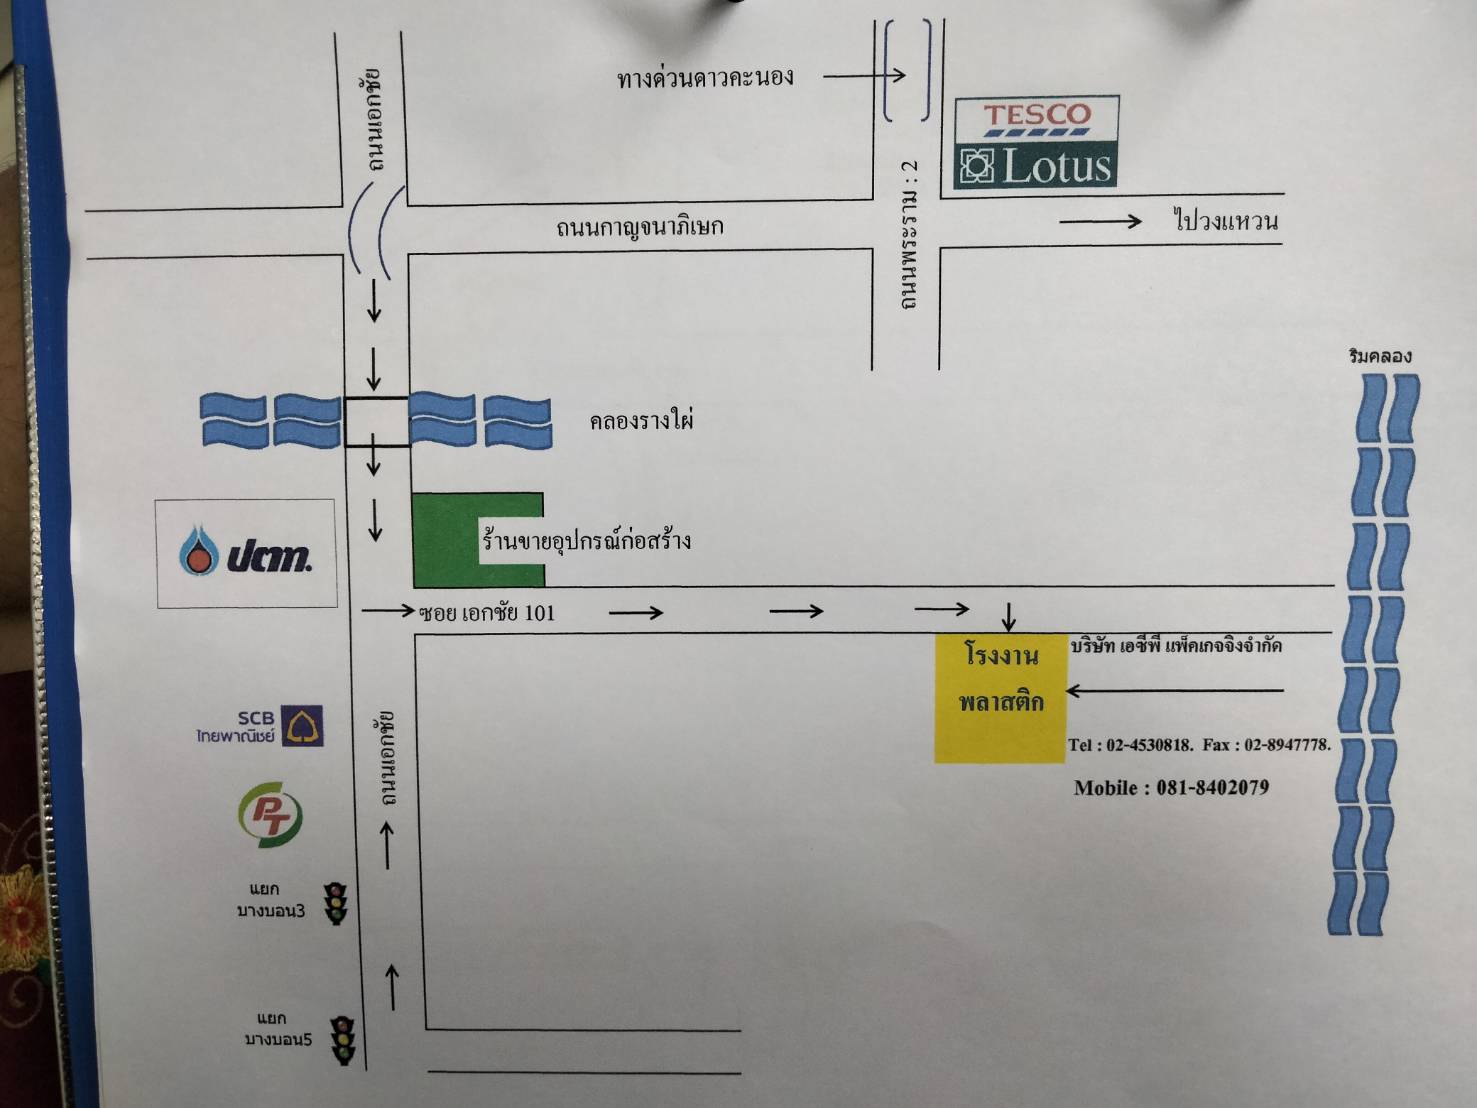 ถนนเอกชัย
ทางด่วนดาวคะนอง
TESCO
Lotus
ถนนกาญจนาภิเษก
ถนนพระราม : 2
ไปวงแหวน
ริมคลอง
คลองรางใผ่
ปตท.
ร้านขายอุปกรณ์ก่อสร้าง
ซอย เอกชัย 101
โรงงาน
พลาสติก
บริษัท เอซีพี แพ็คเกจจิงจำกัด
Tel : 02-4530818. Fax : 02-8947778.
Mobile : 081-8402079
SCB
ไทยพาณิชย์
ถนนเอกชัย
PT
แยก
บางบอน3
แยก
บางบอน5